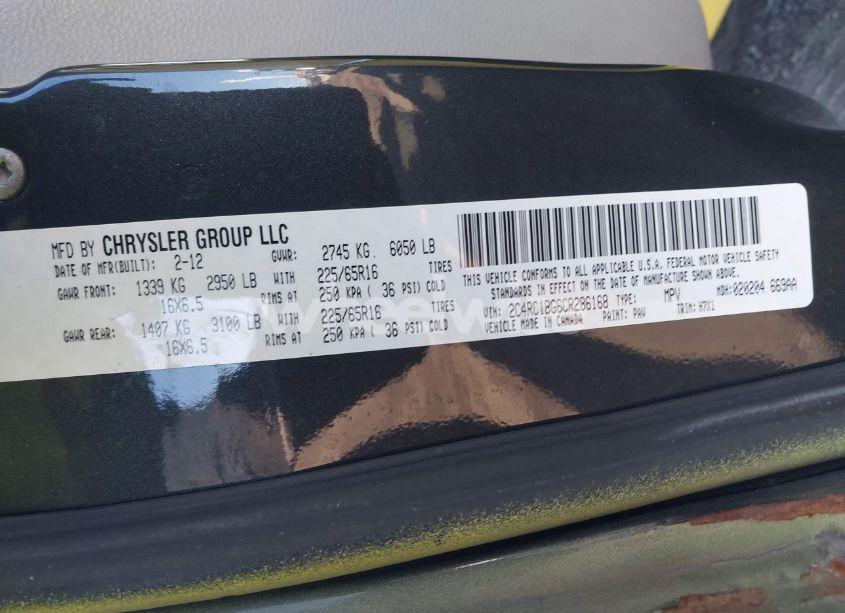 MFD BY CHRYSLER GROUP LLC
DATE OF MFR(BUILT): 2-12 GVWR: 2745 KG. 6050 LB
GAWR FRONT: 1339 KG 2950 LB WITH 225/65R16 TIRES
16X6.5 RIMS AT 250 KPA ( 36 PSI) COLD
GAWR REAR: 1407 KG 3100 LB WITH 225/65R16 TIRES
16X6.5 RIMS AT 250 KPA ( 36 PSI) COLD
THIS VEHICLE CONFORMS TO ALL APPLICABLE U.S.A. FEDERAL MOTOR VEHICLE SAFETY
STANDARDS IN EFFECT ON THE DATE OF MANUFACTURE SHOWN ABOVE.
VIN: 2C4RC1BG6CR286168 TYPE: MPV MDH: 020204 669AA
VEHICLE MADE IN CANADA PAINT: PAV TRIM: H7X1